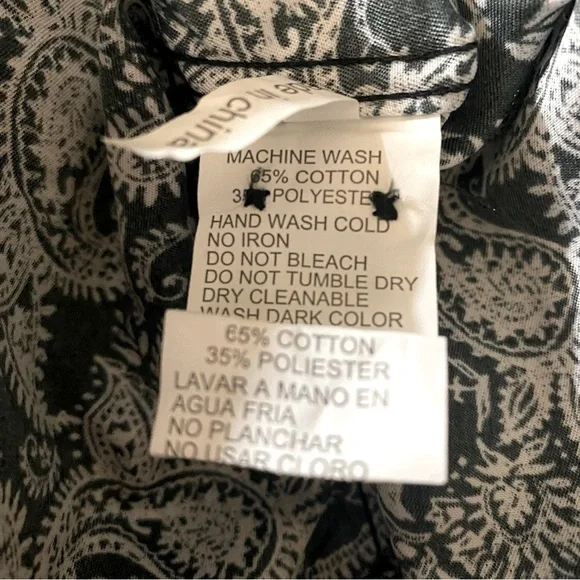 in china
MACHINE WASH
65% COTTON
35% POLYESTER
HAND WASH COLD
NO IRON
DO NOT BLEACH
DO NOT TUMBLE DRY
DRY CLEANABLE
WASH DARK COLOR
65% COTTON
35% POLIESTER
LAVAR A MANO EN
AGUA FRIA
NO PLANCHAR
NO USAR CLORO